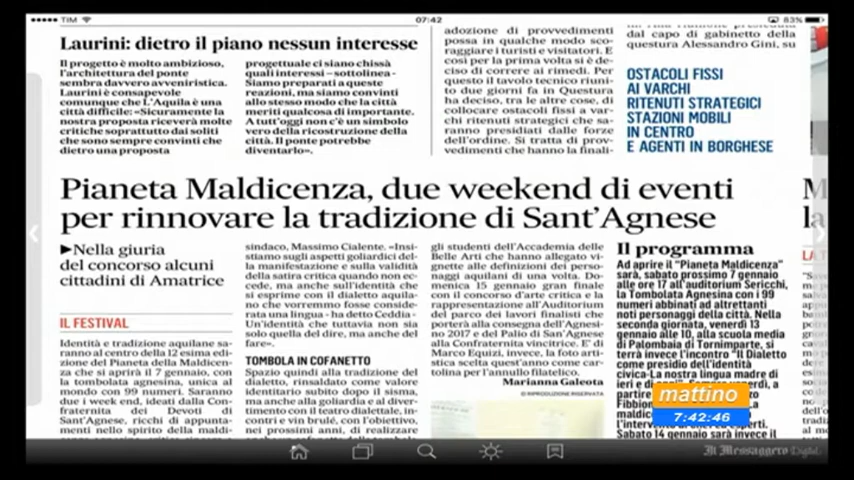 TIM
07:42
83%
Laurini: dietro il piano nessun interesse
Il progetto è molto ambizioso,
l'architettura del ponte
sembra davvero avveniristica.
Laurini è consapevole
comunque che L'Aquila è una
città difficile: «Sicuramente la
nostra proposta riceverà molte
critiche soprattutto dai soliti
che sono sempre convinti che
dietro una proposta
progettuale ci siano chissà
quali interessi – sottolinea -
Siamo preparati a queste
reazioni, ma siamo convinti
allo stesso modo che la città
meriti qualcosa di importante.
A tutt'oggi non c'è un simbolo
vero della ricostruzione della
città. Il ponte potrebbe
diventarlo».
adozione di provvedimenti
possa in qualche modo sco-
raggiare i turisti e visitatori. E
così per la prima volta si è de-
ciso di correre ai rimedi. Per
questo il tavolo tecnico riuni-
to due giorni fa in Questura
ha deciso, tra le altre cose, di
collocare ostacoli fissi a var-
chi ritenuti strategici che sa-
ranno presidiati dalle forze
dell'ordine. Si tratta di prov-
vedimenti che hanno la finali-
dal capo di gabinetto della
questura Alessandro Gini, su
OSTACOLI FISSI
AI VARCHI
RITENUTI STRATEGICI
STAZIONI MOBILI
IN CENTRO
E AGENTI IN BORGHESE
Pianeta Maldicenza, due weekend di eventi
per rinnovare la tradizione di Sant'Agnese
►Nella giuria
del concorso alcuni
cittadini di Amatrice
IL FESTIVAL
Identità e tradizione aquilane sa-
ranno al centro della 12 esima edi-
zione del Pianeta della Maldicen-
za che si aprirà il 7 gennaio, con
la tombolata agnesina, unica al
mondo con 99 numeri. Saranno
due i week end, ideati dalla Con-
fraternita dei Devoti di
Sant'Agnese, ricchi di appunta-
menti nello spirito della maldi-
sindaco, Massimo Cialente. «Insi-
stiamo sugli aspetti goliardici del-
la manifestazione e sulla validità
della satira critica quando non ec-
cede, ma anche sull'identità che
si esprime con il dialetto aquila-
no che vorremmo fosse conside-
rata una lingua - ha detto Ceddia -
Un'identità che tuttavia non sia
solo quella del dire, ma anche del
fare».
TOMBOLA IN COFANETTO
Spazio quindi alla tradizione del
dialetto, rinsaldato come valore
identitario subito dopo il sisma,
ma anche alla goliardia e al diver-
timento con il teatro dialettale, in-
contri e vin brulé, con l'obiettivo,
nei prossimi anni, di realizzare
gli studenti dell'Accademia delle
Belle Arti che hanno allegato vi-
gnette alle definizioni dei perso-
naggi aquilani di una volta. Do-
menica 15 gennaio gran finale
con il concorso d'arte critica e la
rappresentazione all'Auditorium
del parco dei lavori finalisti che
porterà alla consegna dell'Agnesi-
no 2017 e del Palio di Sant'Agnese
alla Confraternita vincitrice. E' di
Marco Equizi, invece, la foto arti-
stica scelta quest'anno come car-
tolina per l'annullo filatelico.
Marianna Galeota
© RIPRODUZIONE RISERVATA
Il programma
Ad aprire il "Pianeta Maldicenza"
sarà, sabato prossimo 7 gennaio
alle ore 17 all'auditorium Sericchi,
la Tombolata Agnesina con i 99
numeri abbinati ad altrettanti
noti personaggi della città. Nella
seconda giornata, venerdì 13
gennaio alle 10, alla scuola media
di Palombaia di Tornimparte, si
terrà invece l'incontro "Il Dialetto
come presidio dell'identità
civica-La nostra lingua madre di
Sabato 14 gennaio sarà invece il
mattino
7:42:46
Il Messaggero Digital